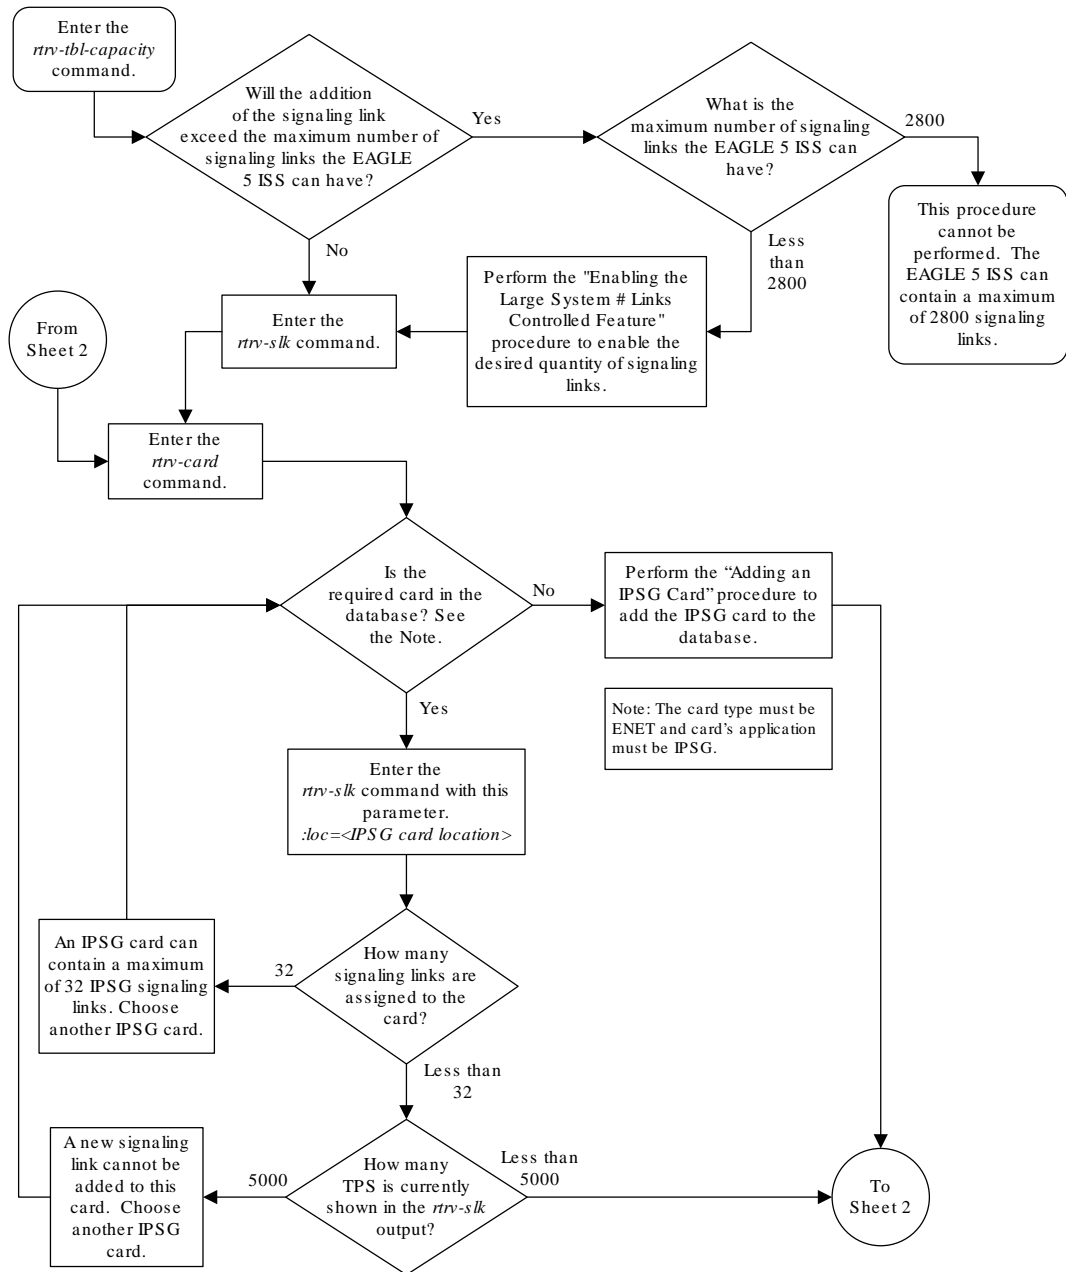 Enter the
rtrv-tbl-capacity
command.
Will the addition
of the signaling link
exceed the maximum number of
signaling links the EAGLE
5 ISS can have?
Yes
What is the
maximum number of signaling
links the EAGLE 5 ISS can
have?
2800
This procedure
cannot be
performed. The
EAGLE 5 ISS can
contain a maximum
of 2800 signaling
links.
No
Less
than
2800
Perform the "Enabling the
Large System # Links
Controlled Feature"
procedure to enable the
desired quantity of signaling
links.
Enter the
rtrv-slk command.
From
Sheet 2
Enter the
rtrv-card
command.
Is the
required card in the
database? See
the Note.
No
Perform the “Adding an
IPSG Card” procedure to
add the IPSG card to the
database.
Yes
Note: The card type must be
ENET and card’s application
must be IPSG.
Enter the
rtrv-slk command with this
parameter.
:loc=<IPSG card location>
An IPSG card can
contain a maximum
of 32 IPSG signaling
links. Choose
another IPSG card.
32
How many
signaling links are
assigned to the
card?
Less than
32
A new signaling
link cannot be
added to this
card. Choose
another IPSG
card.
5000
How many
TPS is currently
shown in the rtrv-slk
output?
Less than
5000
To
Sheet 2